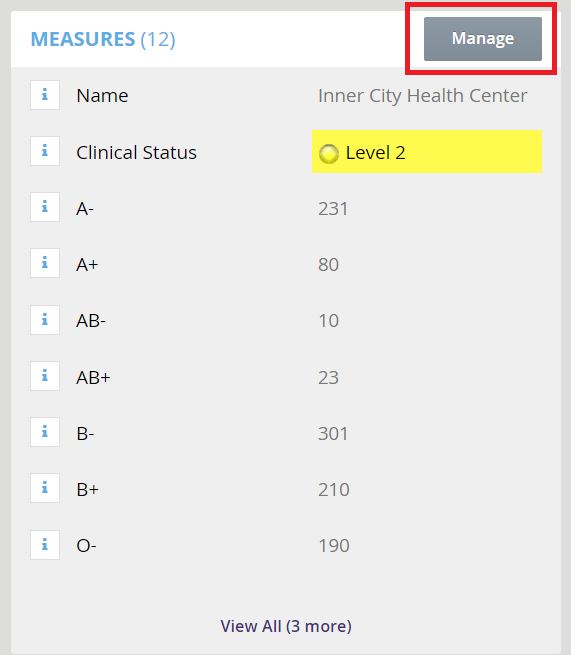 MEASURES (12) Manage
i Name Inner City Health Center
i Clinical Status Level 2
i A- 231
i A+ 80
i AB- 10
i AB+ 23
i B- 301
i B+ 210
i O- 190
View All (3 more)